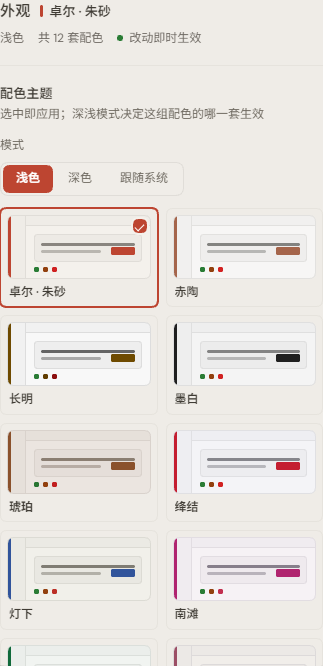 外观 卓尔 · 朱砂
浅色 共 12 套配色 改动即时生效
配色主题
选中即应用；深浅模式决定这组配色的哪一套生效
模式
浅色 深色 跟随系统
卓尔 · 朱砂 赤陶
长明 墨白
琥珀 绛结
灯下 南滩